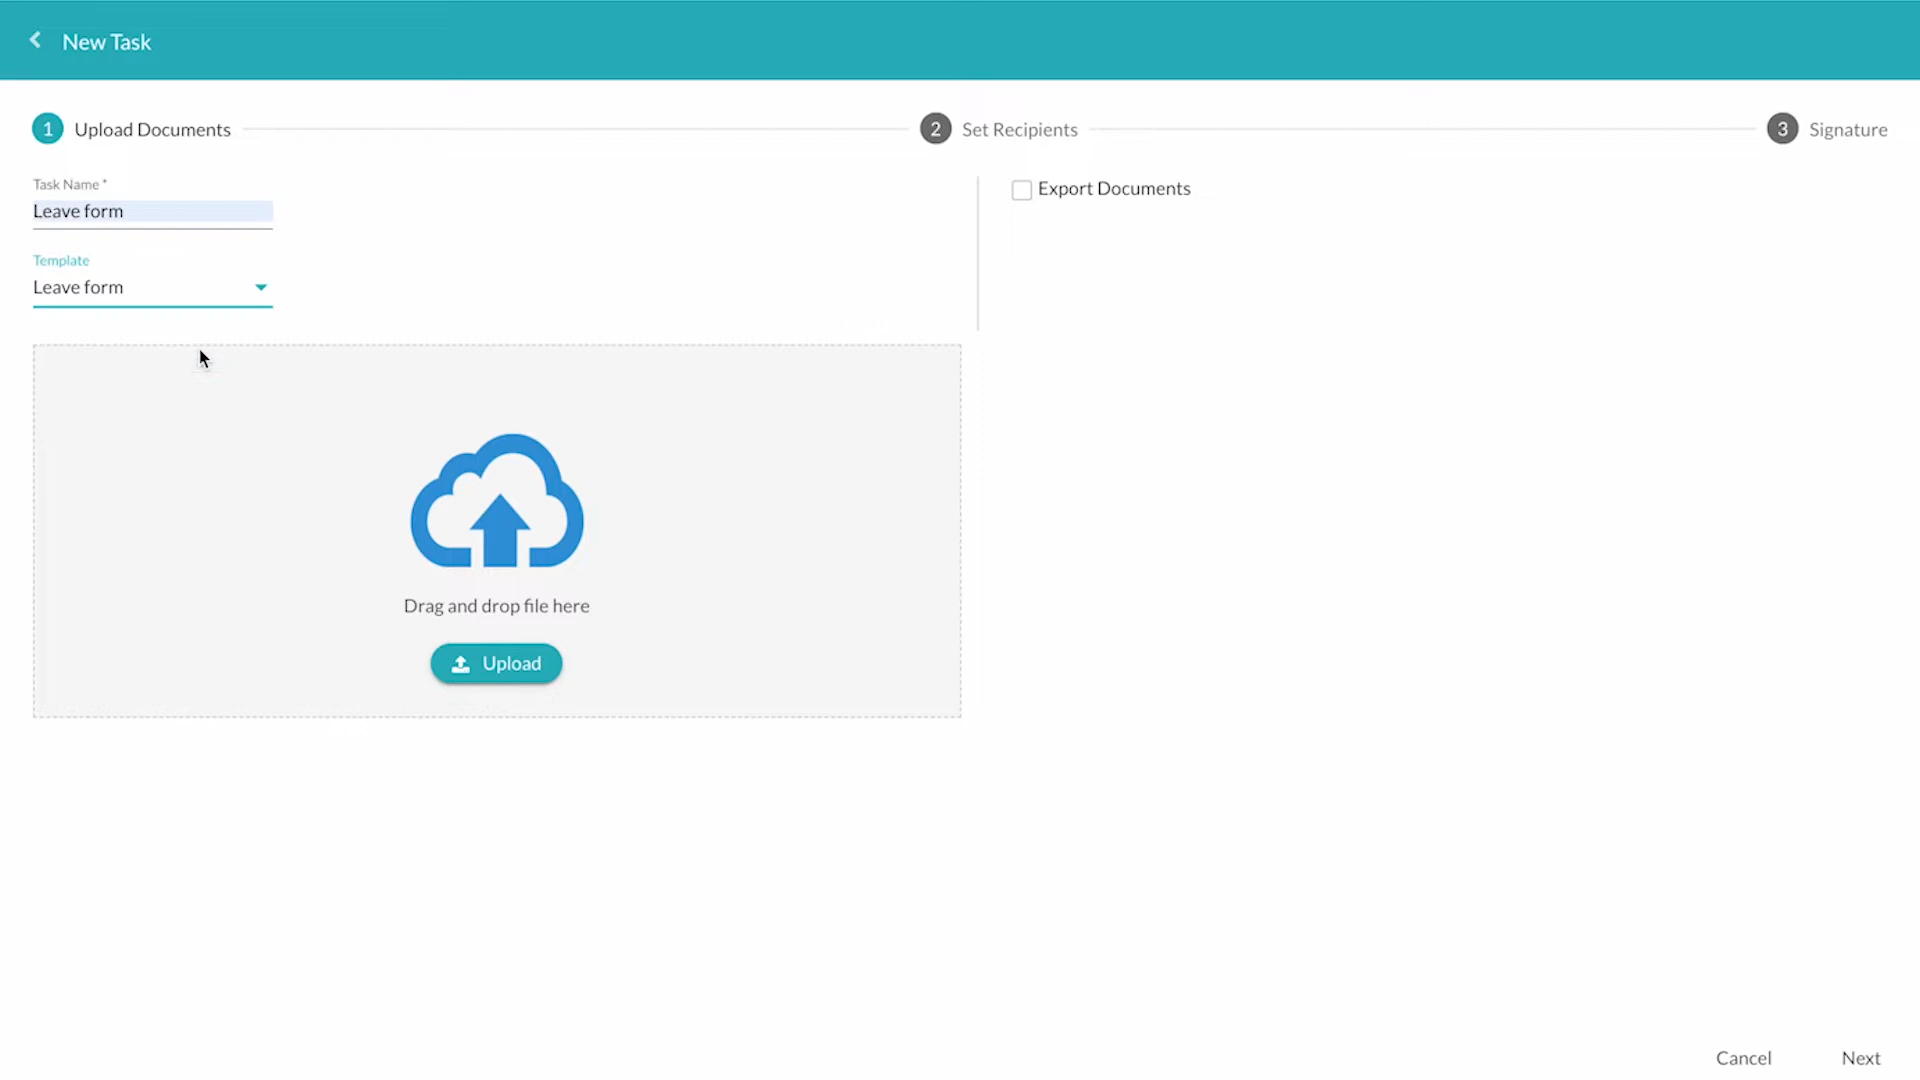 New Task
1 Upload Documents
2 Set Recipients
3 Signature
Task Name *
Leave form
Template
Leave form
Export Documents
Drag and drop file here
Upload
Cancel
Next